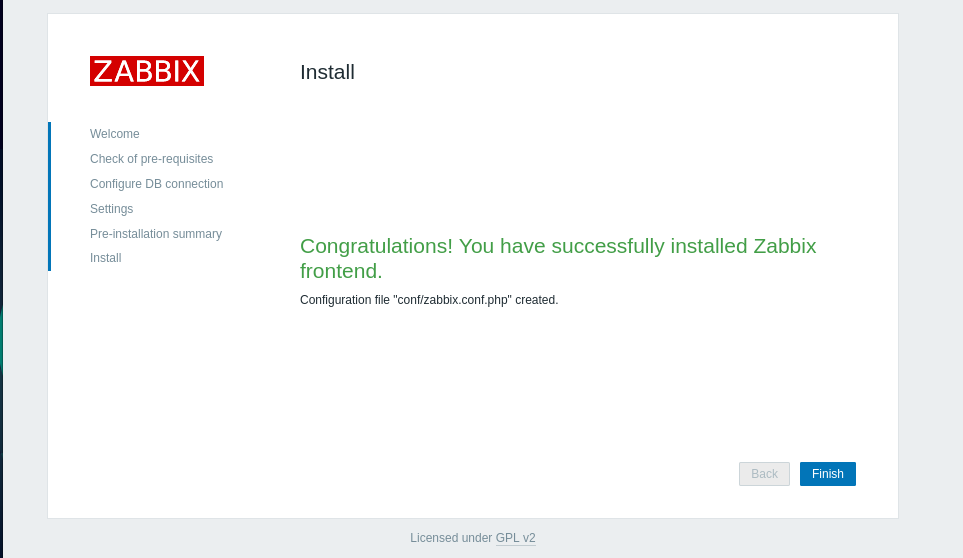 ZABBIX
Install
Welcome
Check of pre-requisites
Configure DB connection
Settings
Pre-installation summary
Install
Congratulations! You have successfully installed Zabbix
frontend.
Configuration file "conf/zabbix.conf.php" created.
Back
Finish
Licensed under GPL v2